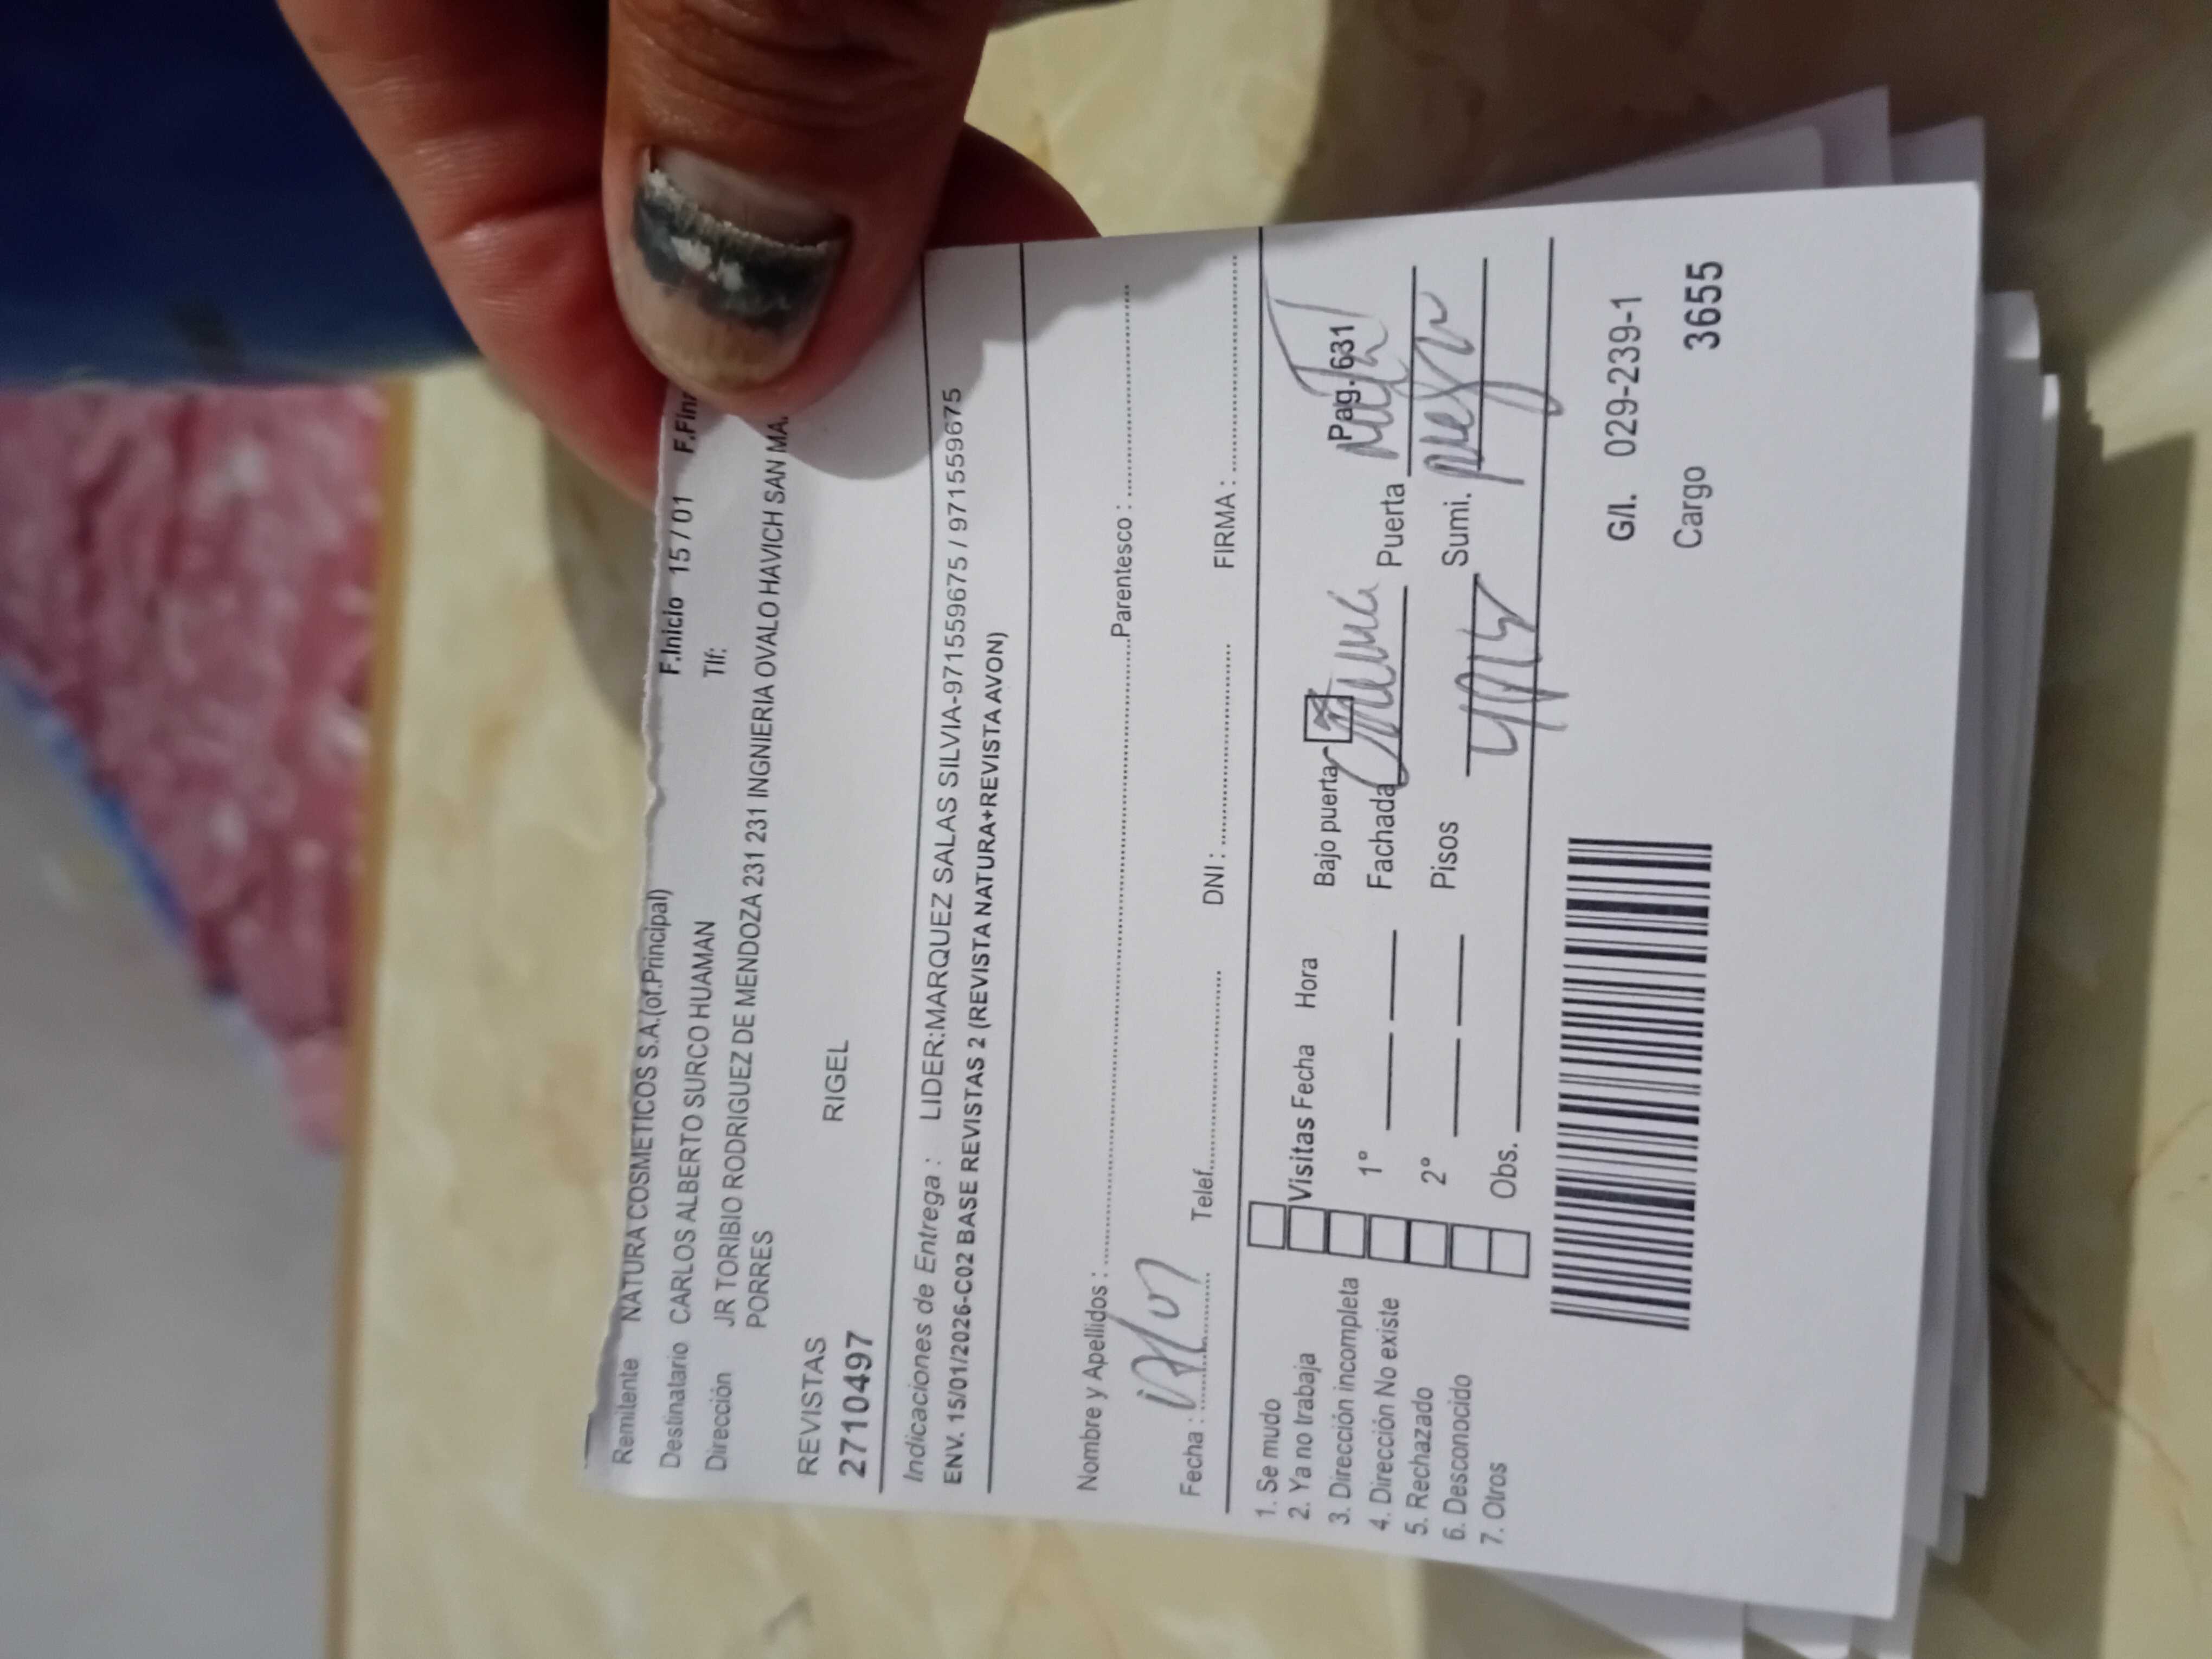 Remitente NATURA COSMETICOS S.A.(of.Principal) F.Inicio 15 / 01
Destinatario CARLOS ALBERTO SURCO HUAMAN Tlf:
Dirección JR TORIBIO RODRIGUEZ DE MENDOZA 231 231 INGNIERIA OVALO HAVICH SAN MA.
PORRES
REVISTAS
2710497 RIGEL
Indicaciones de Entrega : LIDER:MARQUEZ SALAS SILVIA-971559675 / 971559675
ENV. 15/01/2026-C02 BASE REVISTAS 2 (REVISTA NATURA+REVISTA AVON)
Nombre y Apellidos : Parentesco :
Fecha : Telef. DNI : FIRMA :
1. Se mudo
2. Ya no trabaja Visitas Fecha Hora Bajo puerta Pag. 631
3. Dirección incompleta 1° Fachada Puerta
4. Dirección No existe
5. Rechazado 2° Pisos Sumi.
6. Desconocido
7. Otros Obs.
G/I. 029-239-1
Cargo 3655